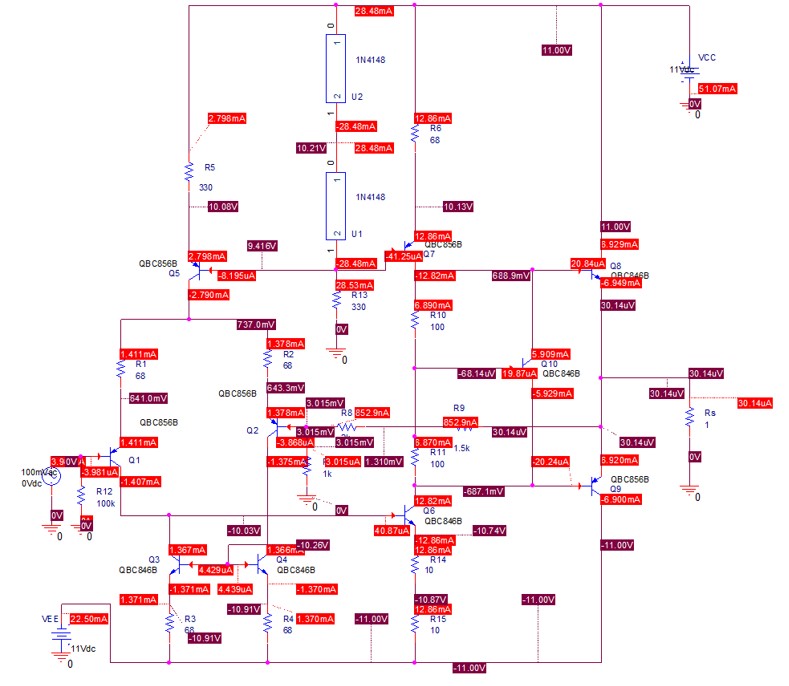 28.48mA
0
1
1N4148
11.00V
VCC
11Vdc
51.07mA
0V
0
2
U2
1
2.798mA
12.86mA
-28.48mA
R6
68
10.21V
28.48mA
0
R5
330
1
1N4148
10.08V
10.13V
2
U1
1
11.00V
12.86mA
9.416V
QBC856B
Q7
6.929mA
2.798mA
-41.25uA
QBC856B
Q5
-28.48mA
20.84uA
Q8
QBC846B
-8.195uA
-12.82mA
688.9mV
28.53mA
-6.949mA
-2.790mA
R13
330
30.14mV
6.890mA
R10
100
737.0mV
0V
1.378mA
1.411mA
0
5.909mA
R2
68
Q10
R1
68
-68.14uV
19.87uA
QBC846B
30.14mV
643.3mV
-5.929mA
30.14mV
641.0mV
QBC856B
3.015mV
30.14uA
1.378mA
R8
852.9nA
R9
Rs
1
QBC856B
Q2
3.015mV
852.9nA
30.14uV
1.411mA
-3.868uA
3.015mV
6.870mA
1.5k
30.14mV
R11
100
0V
Q1
-1.375mA
3.015uA
1.310mV
-20.24uA
6.920mA
100mVac
0Vdc
-3.981uA
1k
QBC856B
R12
100k
-1.407mA
-687.1mV
Q9
0
12.82mA
-6.900mA
0V
0V
0V
Q6
QBC846B
0
0
0
-10.03V
40.87uA
-10.74V
1.367mA
1.366mA
-10.26V
-12.86mA
-11.00V
Q3
Q4
12.86mA
QBC846B
4.429uA
QBC846B
R14
10
-1.371mA
4.439uA
-1.370mA
1.371mA
-10.91V
-10.87V
-11.00V
12.86mA
VEE
22.50mA
R3
68
R4
68
1.370mA
-11.00V
R15
10
-10.91V
11Vdc
0
-11.00V